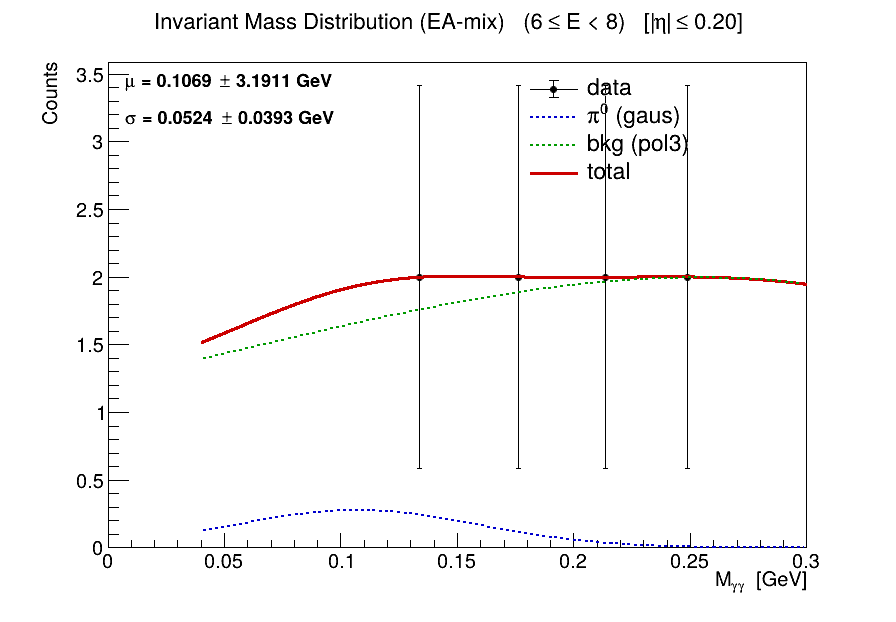 Invariant Mass Distribution (EA-mix) (6 ≤ E < 8) [|η| ≤ 0.20]
Counts
μ = 0.1069 ± 3.1911 GeV
σ = 0.0524 ± 0.0393 GeV
data
π⁰ (gaus)
bkg (pol3)
total
3.5
3
2.5
2
1.5
1
0.5
0
0 0.05 0.1 0.15 0.2 0.25 0.3
Mγγ [GeV]